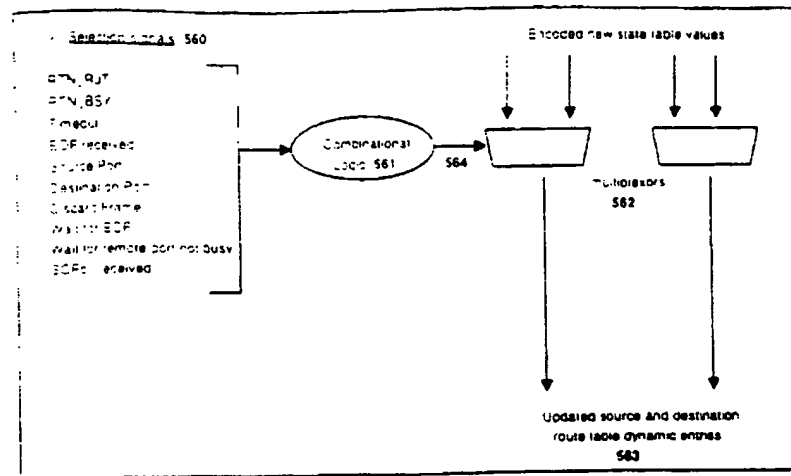 Selection signals 560
Encoded new state table values
RTN_RJT
RTN_BSY
Timeout
EOF received
Source Port
Destination Port
Discard Frame
Wait for EOF
Wait for remote port not busy
received
Combinational
Logic 561
564
multiplexors
562
Updated source and destination
route table dynamic entries
563